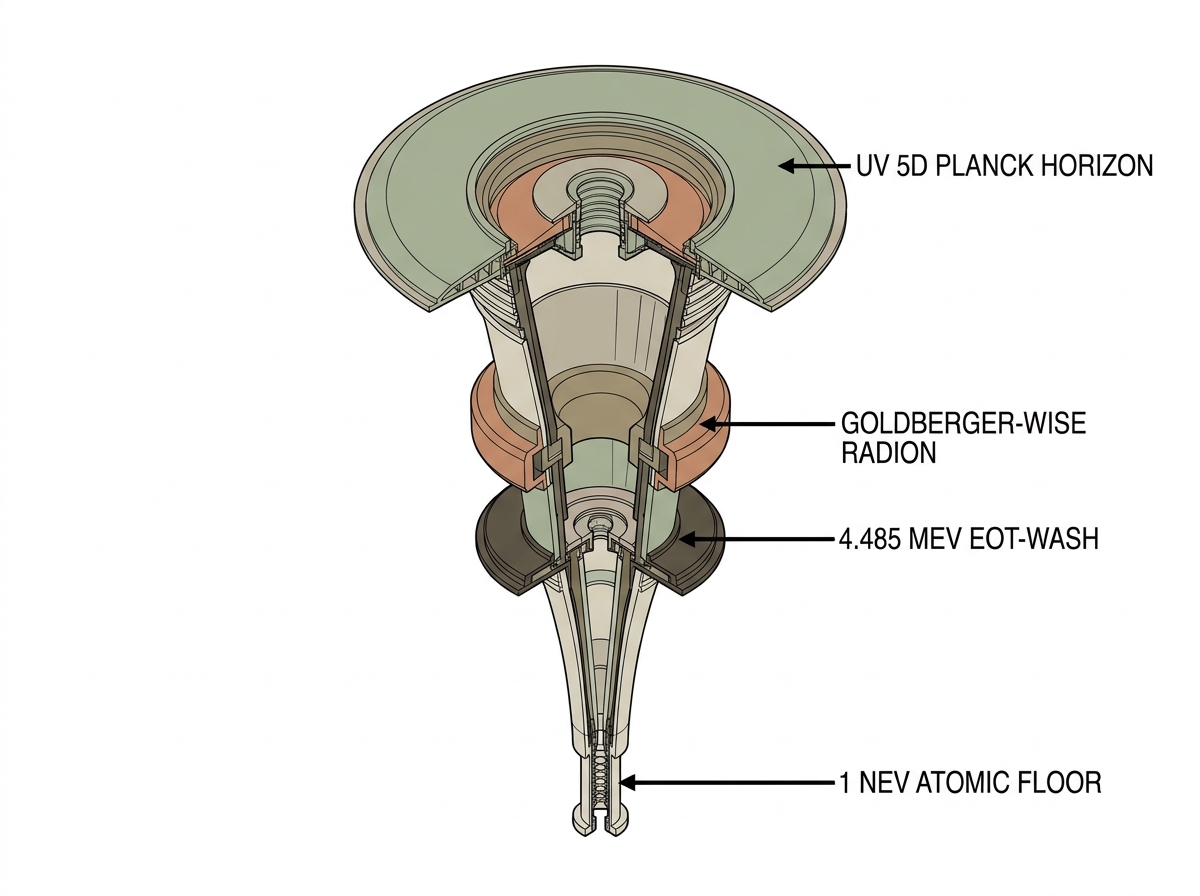 UV 5D PLANCK HORIZON
GOLDBERGER-WISE
RADION
4.485 MEV EOT-WASH
1 NEV ATOMIC FLOOR